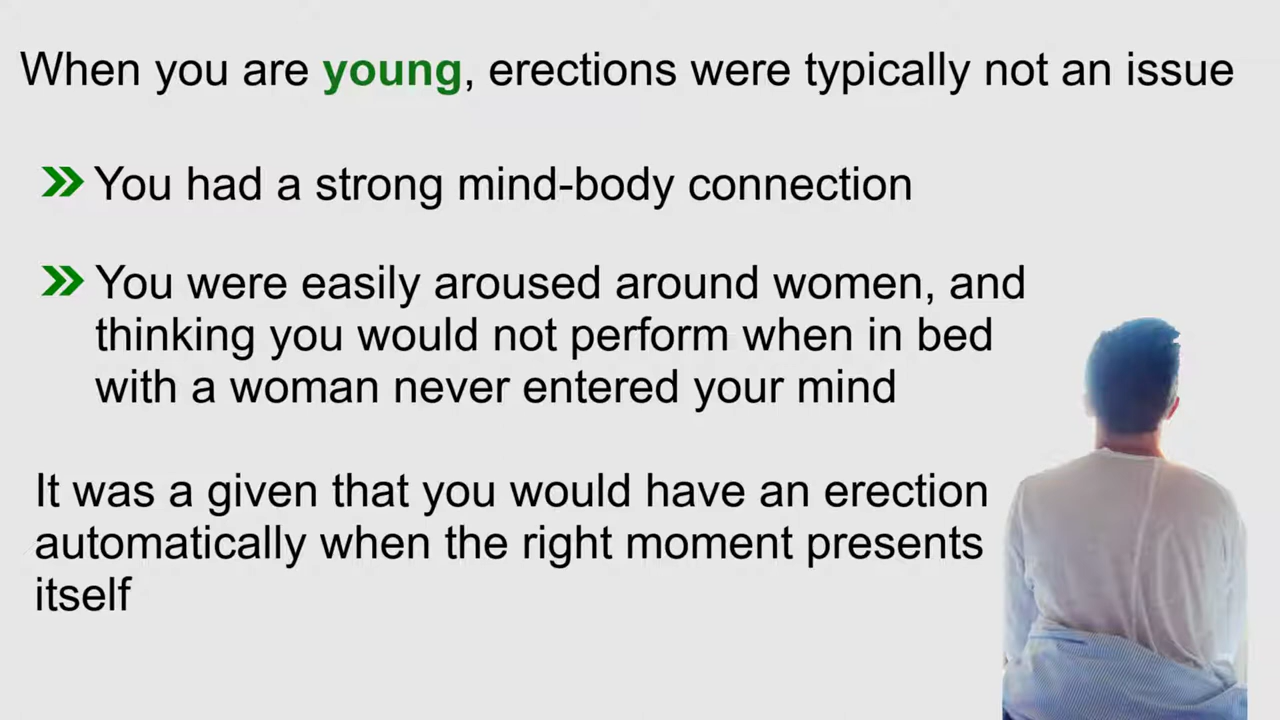 When you are young, erections were typically not an issue
You had a strong mind-body connection
You were easily aroused around women, and
thinking you would not perform when in bed
with a woman never entered your mind
It was a given that you would have an erection
automatically when the right moment presents
itself